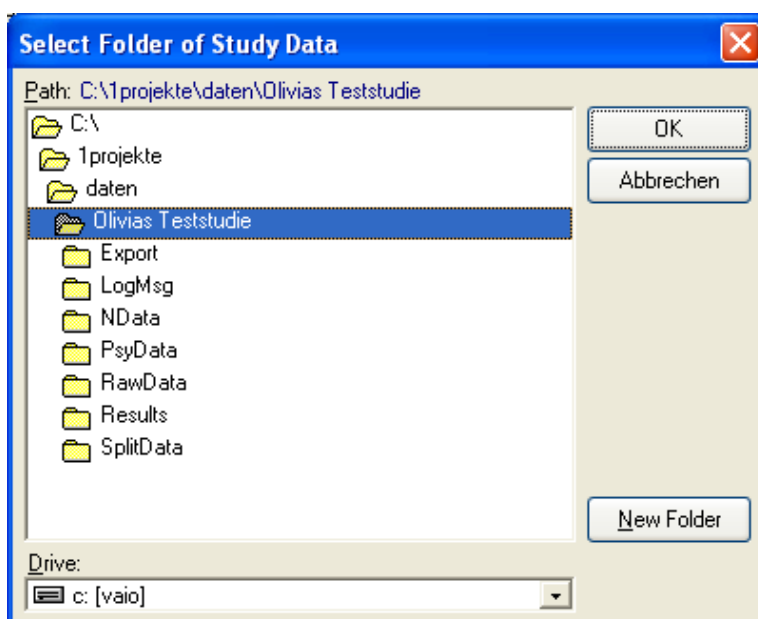 Select Folder of Study Data
Path: C:\1projekte\daten\Olivias Teststudie
C:\
1projekte
daten
Olivias Teststudie
Export
LogMsg
NData
PsyData
RawData
Results
SplitData
OK
Abbrechen
New Folder
Drive:
c: [vaio]